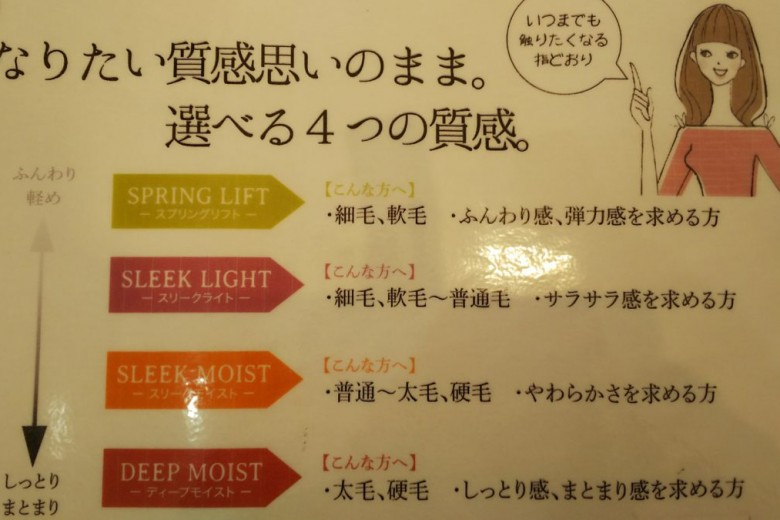 なりたい質感思いのまま。
選べる4つの質感。
いつまでも
触りたくなる
指どおり
ふんわり
軽め
SPRING LIFT
― スプリングリフト ―
【こんな方へ】
・細毛、軟毛 ・ふんわり感、弾力感を求める方
SLEEK LIGHT
― スリークライト ―
【こんな方へ】
・細毛、軟毛〜普通毛 ・サラサラ感を求める方
SLEEK MOIST
― スリークモイスト ―
【こんな方へ】
・普通〜太毛、硬毛 ・やわらかさを求める方
DEEP MOIST
― ディープモイスト ―
【こんな方へ】
・太毛、硬毛 ・しっとり感、まとまり感を求める方
しっとり
まとまり